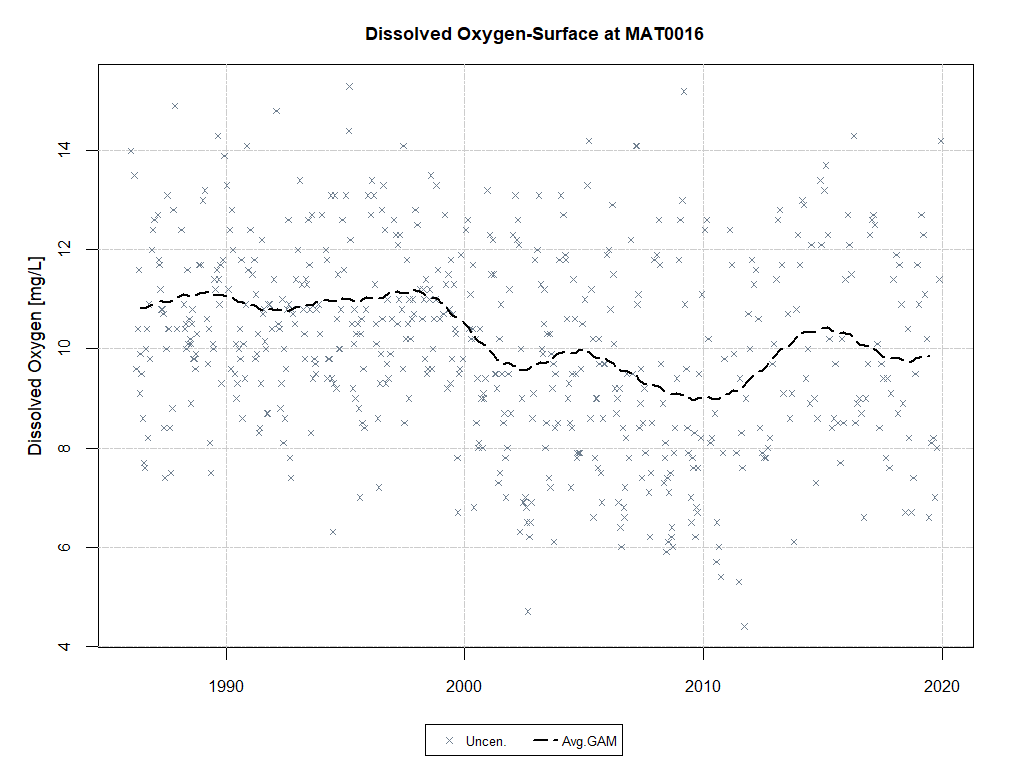 Dissolved Oxygen-Surface at MAT0016
Dissolved Oxygen [mg/L]
14
12
10
8
6
4
1990 2000 2010 2020
Uncen. Avg.GAM